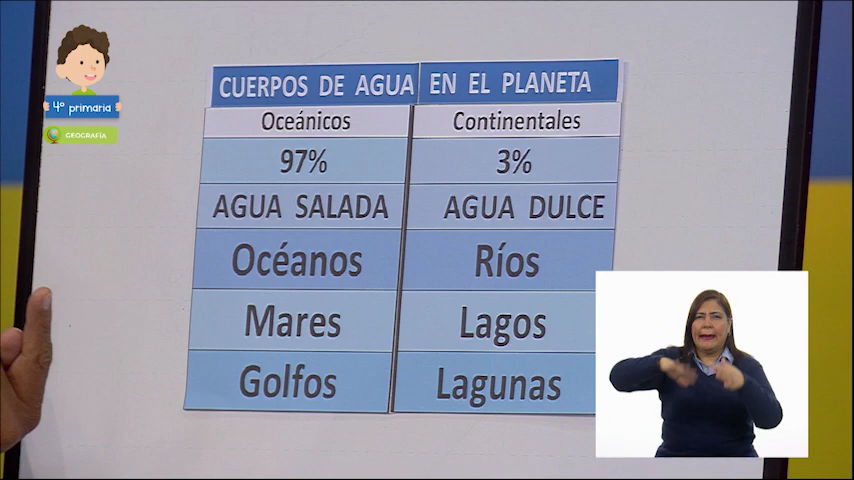 4º primaria
GEOGRAFÍA
CUERPOS DE AGUA EN EL PLANETA
Oceánicos Continentales
97% 3%
AGUA SALADA AGUA DULCE
Océanos Ríos
Mares Lagos
Golfos Lagunas